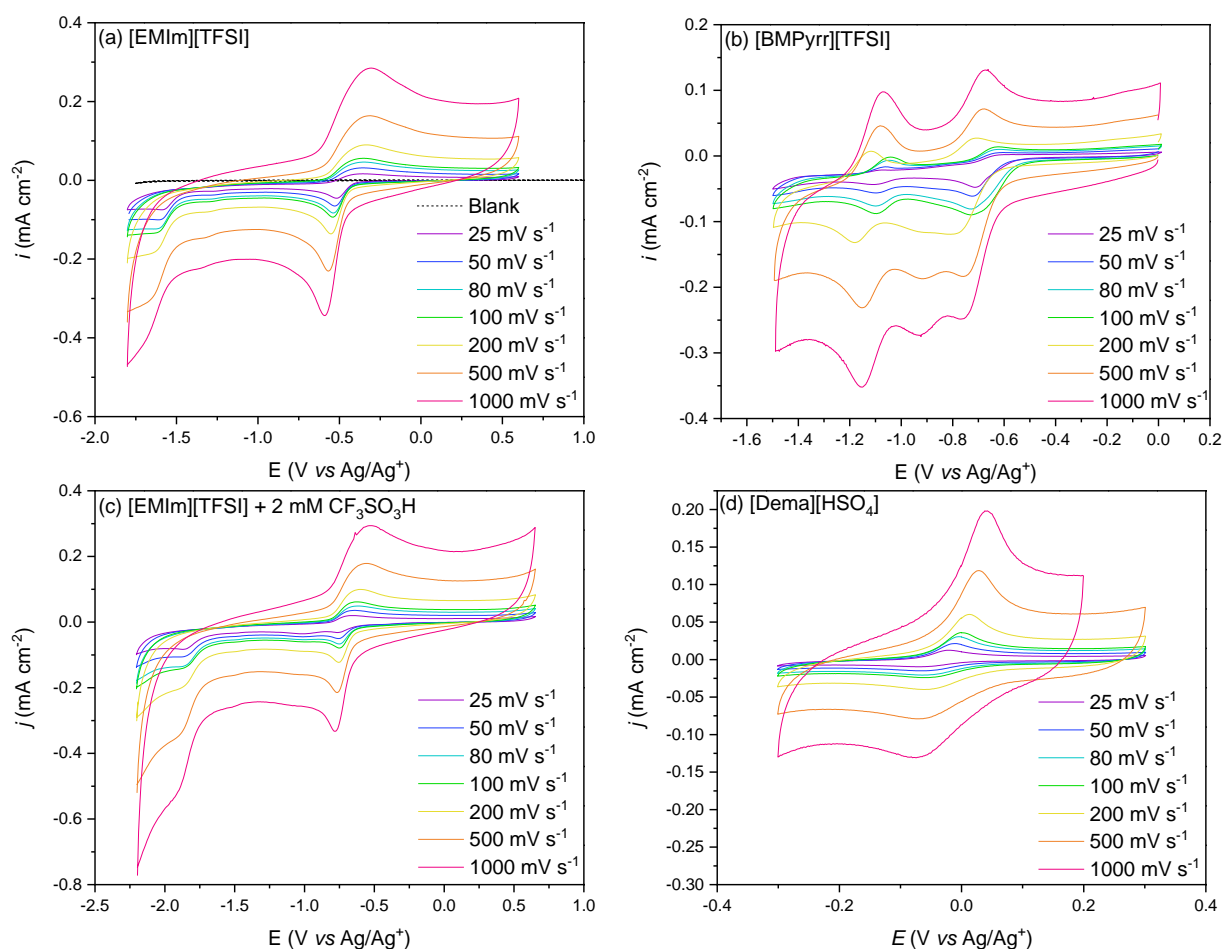 (a) [EMIm][TFSI]
0.4
0.2
0.0
-0.2
-0.4
-0.6
i (mA cm⁻²)
Blank
25 mV s⁻¹
50 mV s⁻¹
80 mV s⁻¹
100 mV s⁻¹
200 mV s⁻¹
500 mV s⁻¹
1000 mV s⁻¹
-2.0 -1.5 -1.0 -0.5 0.0 0.5 1.0
E (V vs Ag/Ag⁺)
(b) [BMPyrr][TFSI]
0.2
0.1
0.0
-0.1
-0.2
-0.3
-0.4
i (mA cm⁻²)
25 mV s⁻¹
50 mV s⁻¹
80 mV s⁻¹
100 mV s⁻¹
200 mV s⁻¹
500 mV s⁻¹
1000 mV s⁻¹
-1.6 -1.4 -1.2 -1.0 -0.8 -0.6 -0.4 -0.2 0.0 0.2
E (V vs Ag/Ag⁺)
(c) [EMIm][TFSI] + 2 mM CF₃SO₃H
0.4
0.2
0.0
-0.2
-0.4
-0.6
-0.8
j (mA cm⁻²)
25 mV s⁻¹
50 mV s⁻¹
80 mV s⁻¹
100 mV s⁻¹
200 mV s⁻¹
500 mV s⁻¹
1000 mV s⁻¹
-2.5 -2.0 -1.5 -1.0 -0.5 0.0 0.5 1.0
E (V vs Ag/Ag⁺)
(d) [Dema][HSO₄]
0.20
0.15
0.10
0.05
0.00
-0.05
-0.10
-0.15
-0.20
-0.25
-0.30
j (mA cm⁻²)
25 mV s⁻¹
50 mV s⁻¹
80 mV s⁻¹
100 mV s⁻¹
200 mV s⁻¹
500 mV s⁻¹
1000 mV s⁻¹
-0.4 -0.2 0.0 0.2 0.4
E (V vs Ag/Ag⁺)